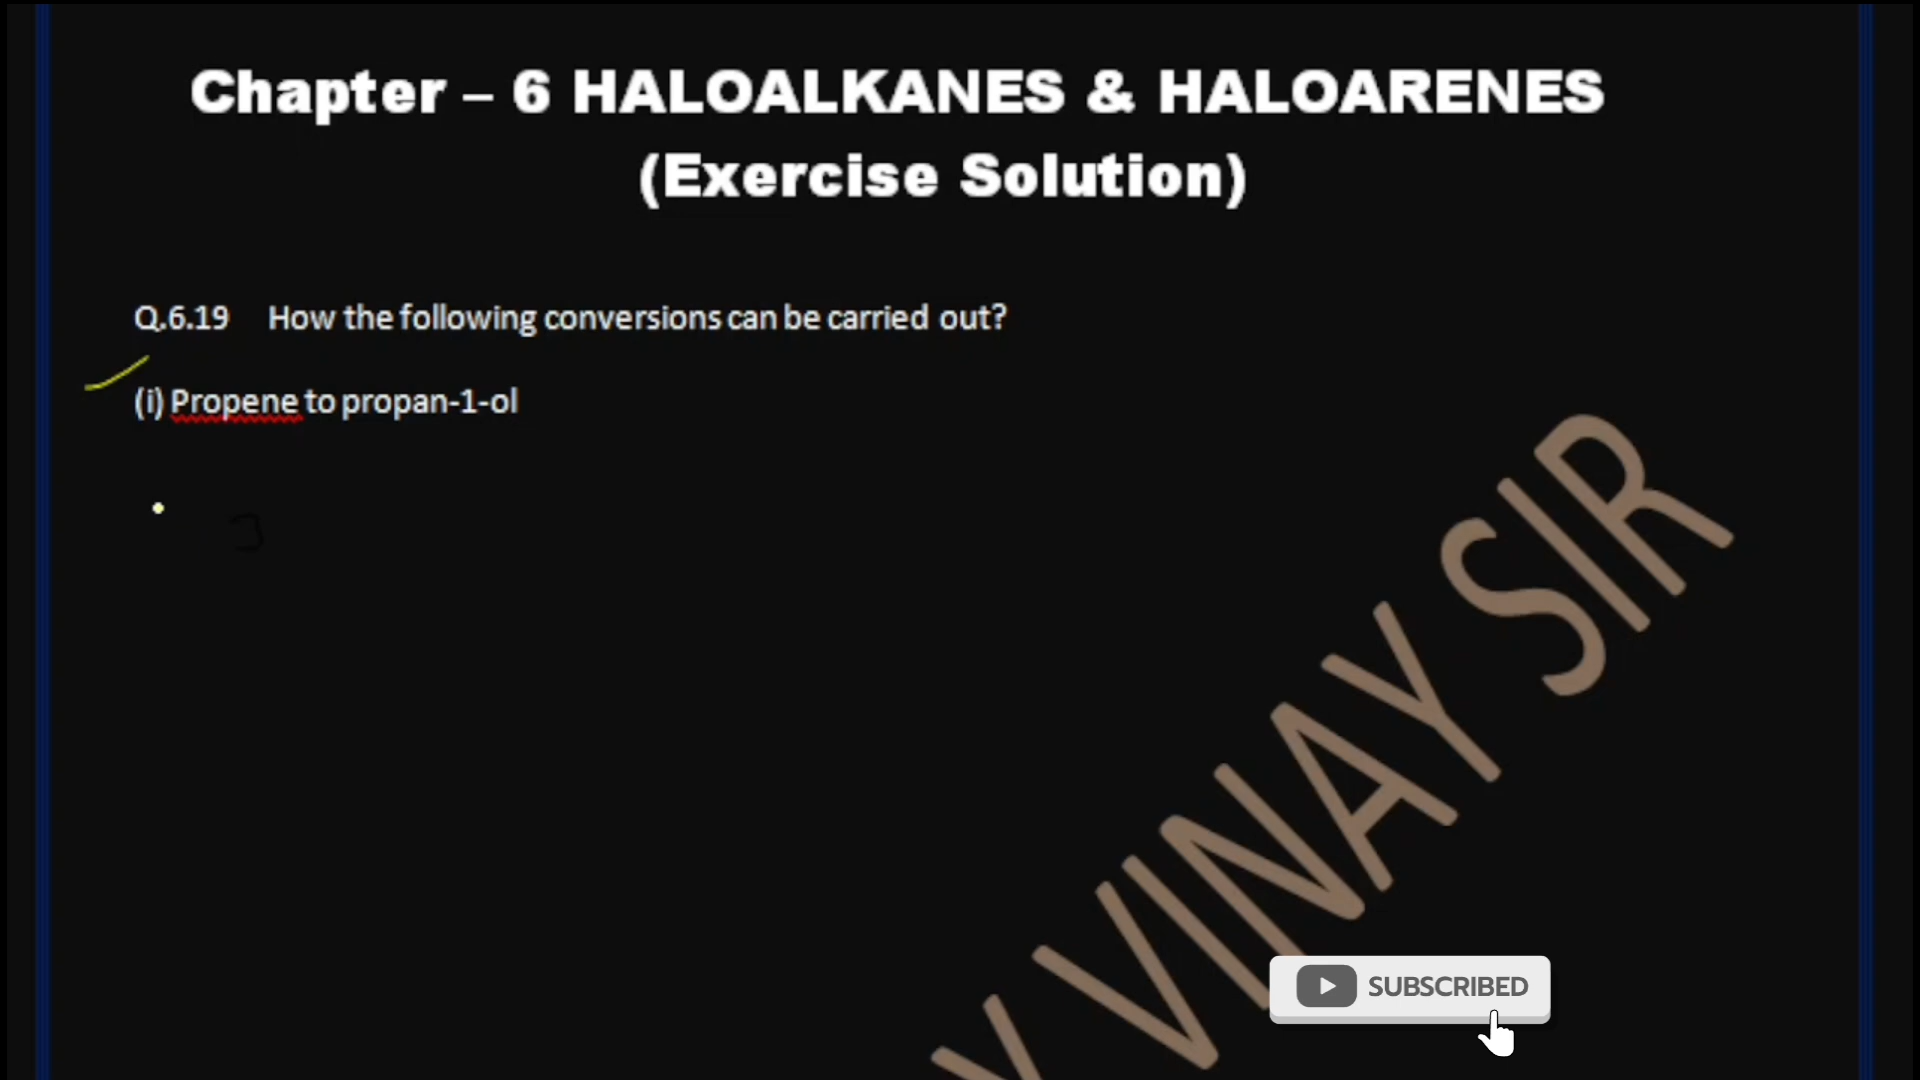 Chapter – 6 HALOALKANES & HALOARENES
(Exercise Solution)
Q.6.19 How the following conversions can be carried out?
(i) Propene to propan-1-ol
VINAY SIR
SUBSCRIBED